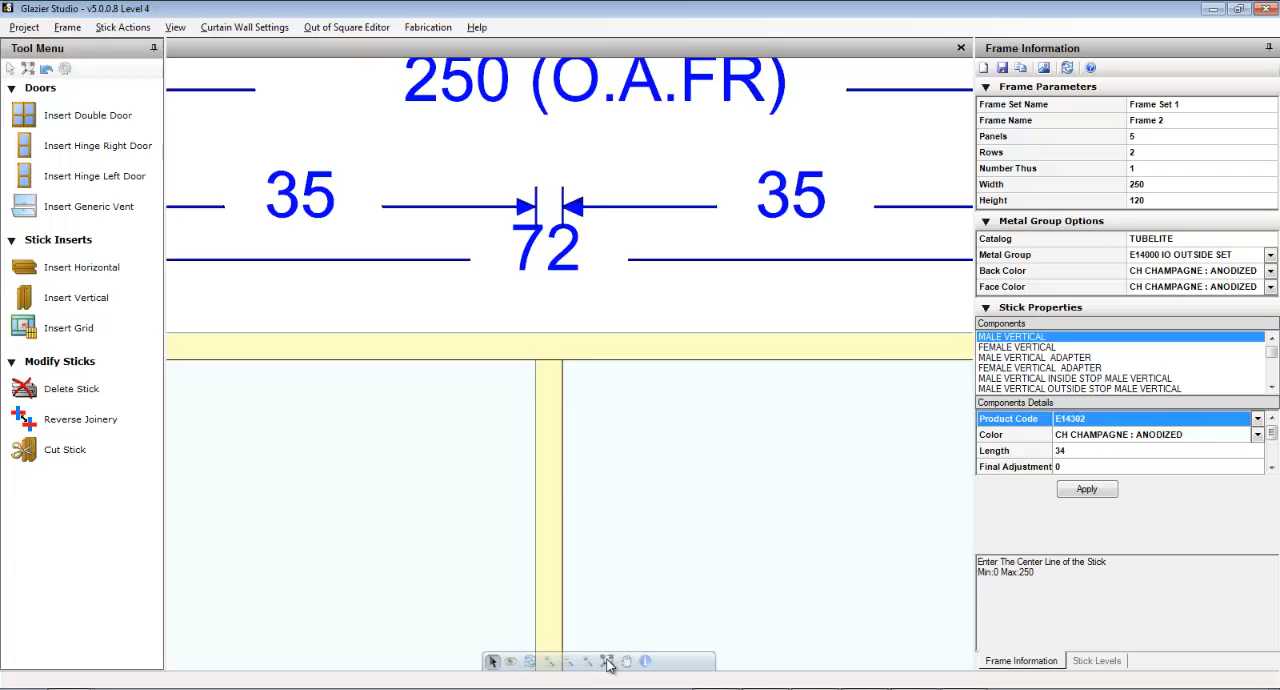 Glazier Studio - v5.0.0.8 Level 4
Project Frame Stick Actions View Curtain Wall Settings Out of Square Editor Fabrication Help
Tool Menu
Doors
Insert Double Door
Insert Hinge Right Door
Insert Hinge Left Door
Insert Generic Vent
Stick Inserts
Insert Horizontal
Insert Vertical
Insert Grid
Modify Sticks
Delete Stick
Reverse Joinery
Cut Stick
250 (O.A.FR)
35 35
72
Frame Information
Frame Parameters
Frame Set Name Frame Set 1
Frame Name Frame 2
Panels 5
Rows 2
Number Thus 1
Width 250
Height 120
Metal Group Options
Catalog TUBELITE
Metal Group E14000 IO OUTSIDE SET
Back Color CH CHAMPAGNE : ANODIZED
Face Color CH CHAMPAGNE : ANODIZED
Stick Properties
Components
MALE VERTICAL
FEMALE VERTICAL
MALE VERTICAL ADAPTER
FEMALE VERTICAL ADAPTER
MALE VERTICAL INSIDE STOP MALE VERTICAL
MALE VERTICAL OUTSIDE STOP MALE VERTICAL
Components Details
Product Code E14302
Color CH CHAMPAGNE : ANODIZED
Length 34
Final Adjustment 0
Apply
Enter The Center Line of the Stick
Min:0 Max:250
Frame Information Stick Levels